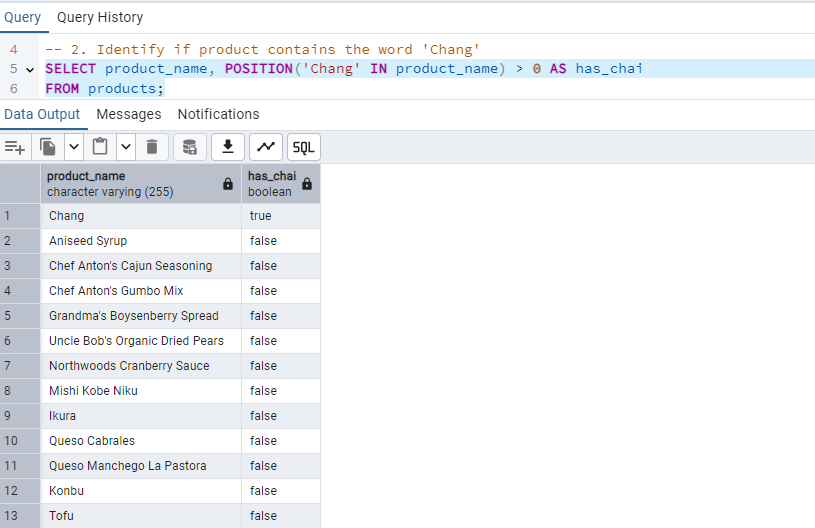 Query Query History
4 -- 2. Identify if product contains the word 'Chang'
5 SELECT product_name, POSITION('Chang' IN product_name) > 0 AS has_chai
6 FROM products;
Data Output Messages Notifications
SQL
product_name has_chai
character varying (255) boolean
1 Chang true
2 Aniseed Syrup false
3 Chef Anton's Cajun Seasoning false
4 Chef Anton's Gumbo Mix false
5 Grandma's Boysenberry Spread false
6 Uncle Bob's Organic Dried Pears false
7 Northwoods Cranberry Sauce false
8 Mishi Kobe Niku false
9 Ikura false
10 Queso Cabrales false
11 Queso Manchego La Pastora false
12 Konbu false
13 Tofu false